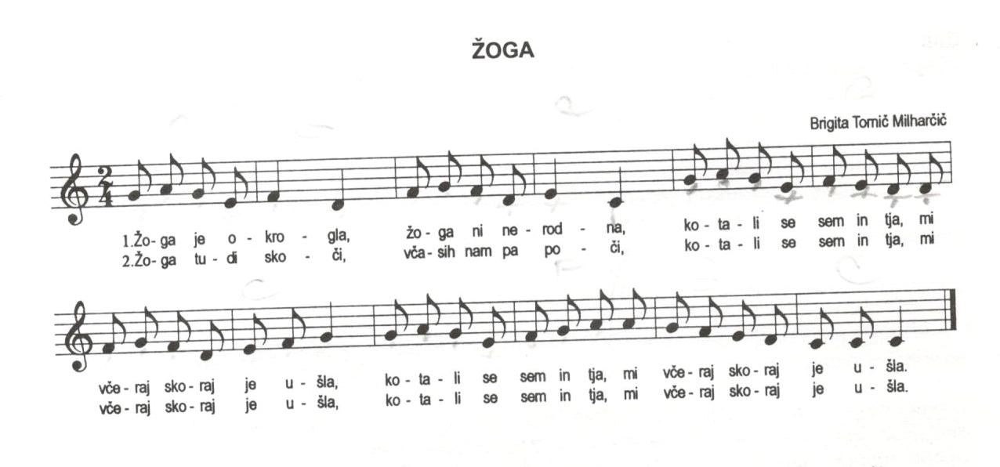 ŽOGA
Brigita Tomič Milharčič
2
4
1.Žo- ga je o - kro - gla, žo - ga ni ne - rod - na, ko - ta - li se sem in tja, mi
2.Žo- ga tu - di sko - či, vča- sih nam pa po - či, ko - ta - li se sem in tja, mi
vče - raj sko - raj je u - šla, ko - ta - li se sem in tja, mi vče - raj sko - raj je u - šla.
vče - raj sko - raj je u - šla, ko - ta - li se sem in tja, mi vče - raj sko - raj je u - šla.